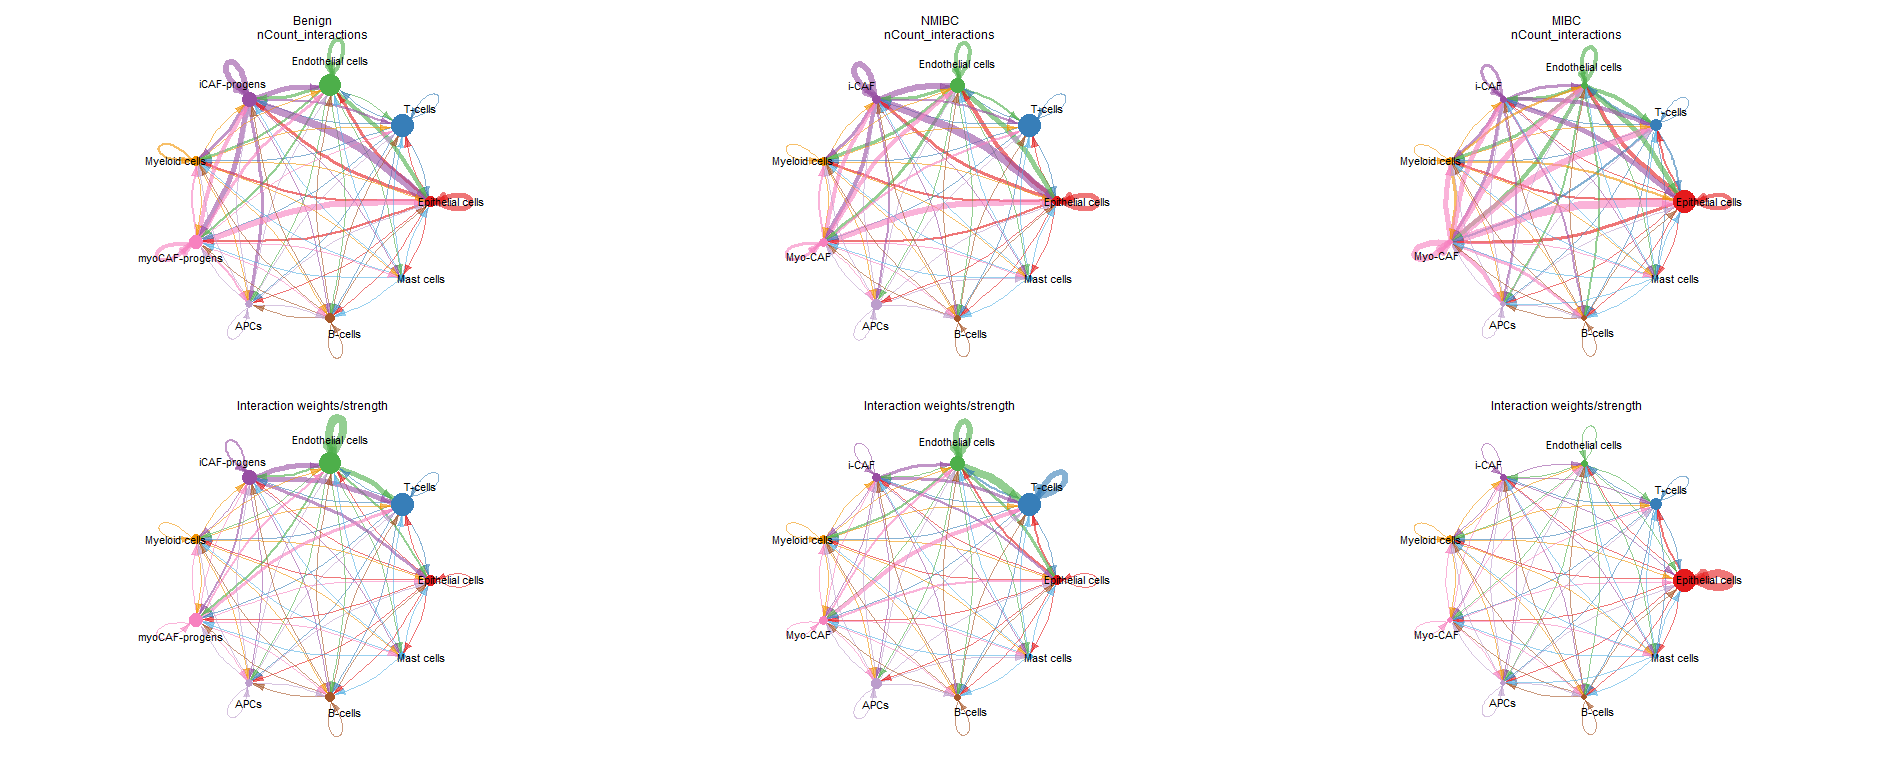 Benign
nCount_interactions
Endothelial cells
iCAF-progens
T-cells
Myeloid cells
Epithelial cells
myoCAF-progens
Mast cells
APCs
B-cells
NMIBC
nCount_interactions
Endothelial cells
i-CAF
T-cells
Myeloid cells
Epithelial cells
Myo-CAF
Mast cells
APCs
B-cells
MIBC
nCount_interactions
Endothelial cells
i-CAF
T-cells
Myeloid cells
Epithelial cells
Myo-CAF
Mast cells
APCs
B-cells
Interaction weights/strength
Endothelial cells
iCAF-progens
T-cells
Myeloid cells
Epithelial cells
myoCAF-progens
Mast cells
APCs
B-cells
Interaction weights/strength
Endothelial cells
i-CAF
T-cells
Myeloid cells
Epithelial cells
Myo-CAF
Mast cells
APCs
B-cells
Interaction weights/strength
Endothelial cells
i-CAF
T-cells
Myeloid cells
Epithelial cells
Myo-CAF
Mast cells
APCs
B-cells